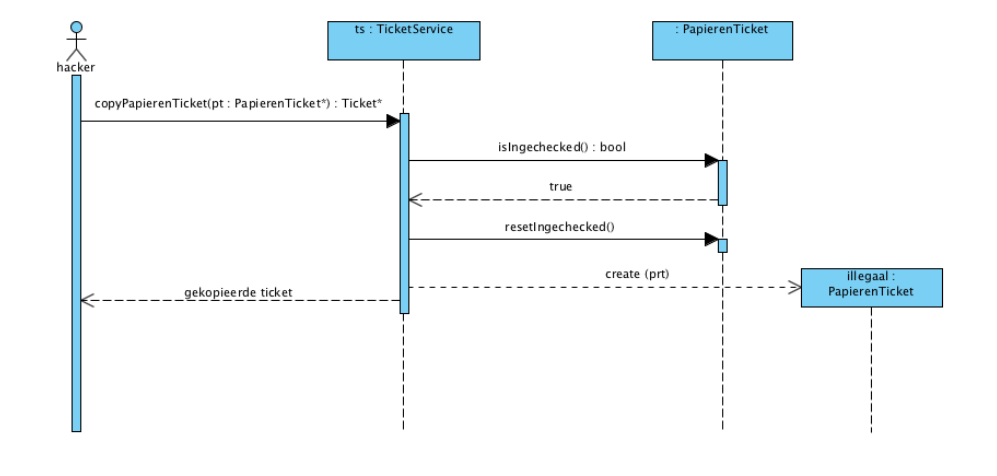 ts : TicketService
: PapierenTicket
hacker
copyPapierenTicket(pt : PapierenTicket*) : Ticket*
isIngechecked() : bool
true
resetIngechecked()
create (prt)
illegaal :
PapierenTicket
gekopieerde ticket